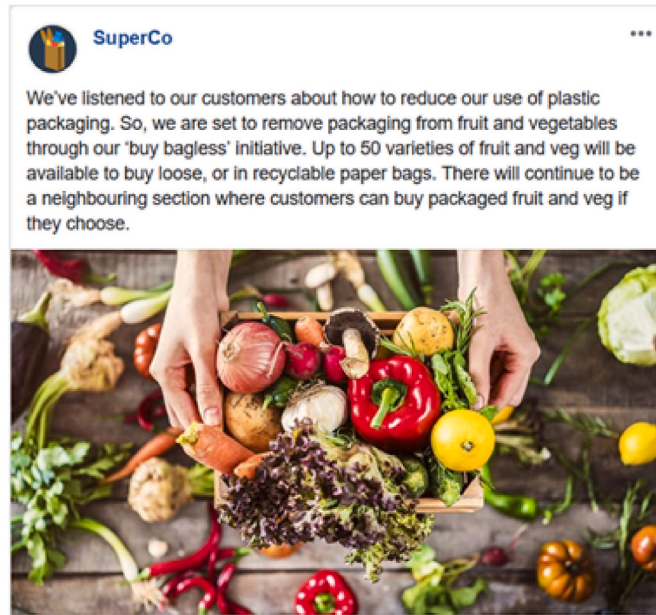 SuperCo
We've listened to our customers about how to reduce our use of plastic
packaging. So, we are set to remove packaging from fruit and vegetables
through our 'buy bagless' initiative. Up to 50 varieties of fruit and veg will be
available to buy loose, or in recyclable paper bags. There will continue to be
a neighbouring section where customers can buy packaged fruit and veg if
they choose.